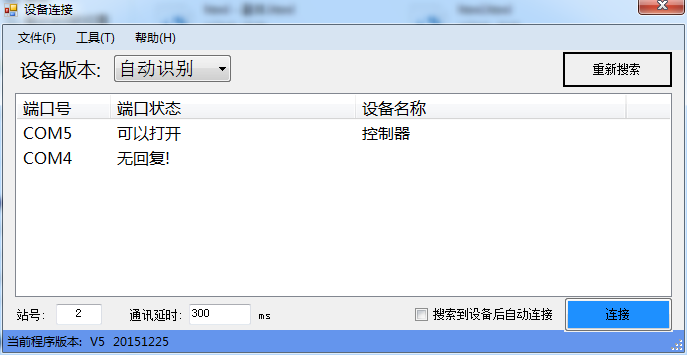 设备连接
文件(F) 工具(T) 帮助(H)
设备版本: 自动识别 重新搜索
端口号 端口状态 设备名称
COM5 可以打开 控制器
COM4 无回复!
站号: 2 通讯延时: 300 ms 搜索到设备后自动连接 连接
当前程序版本: V5 20151225